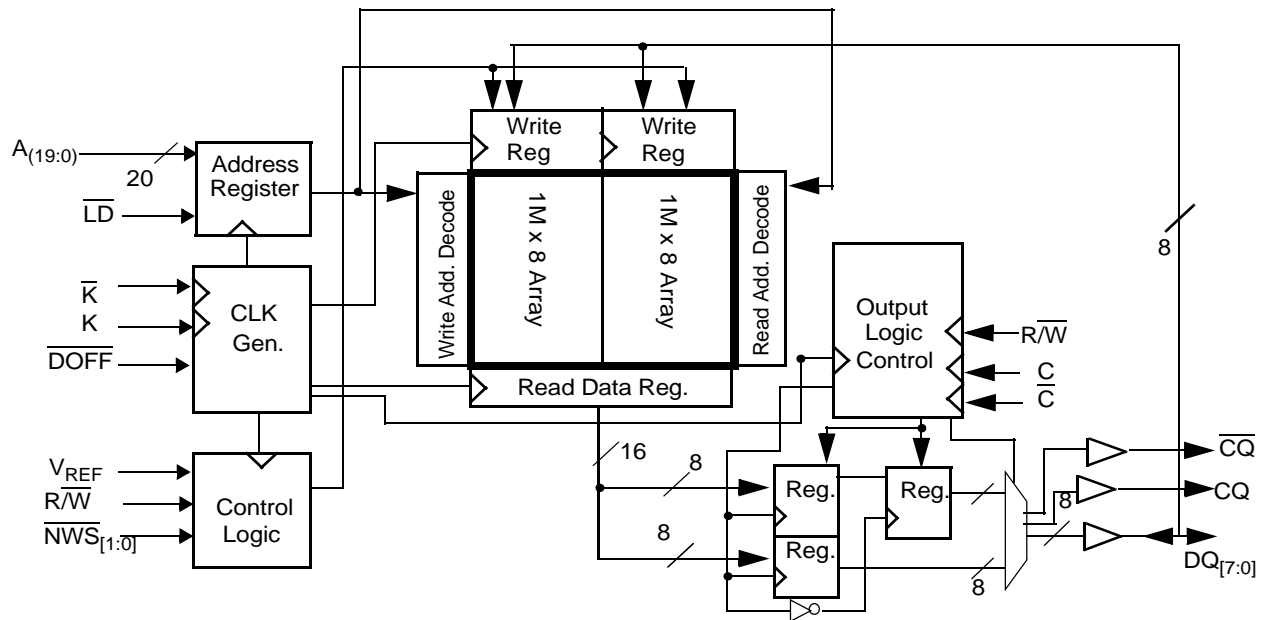 A(19:0)
20
LD
Address
Register
K
K
DOFF
CLK
Gen.
VREF
R/W
NWS[1:0]
Control
Logic
Write
Reg
Write
Reg
Write Add. Decode
1M x 8 Array
1M x 8 Array
Read Add. Decode
Read Data Reg.
16
8
8
Output
Logic
Control
R/W
C
C
8
Reg.
Reg.
Reg.
8
8
CQ
CQ
DQ[7:0]